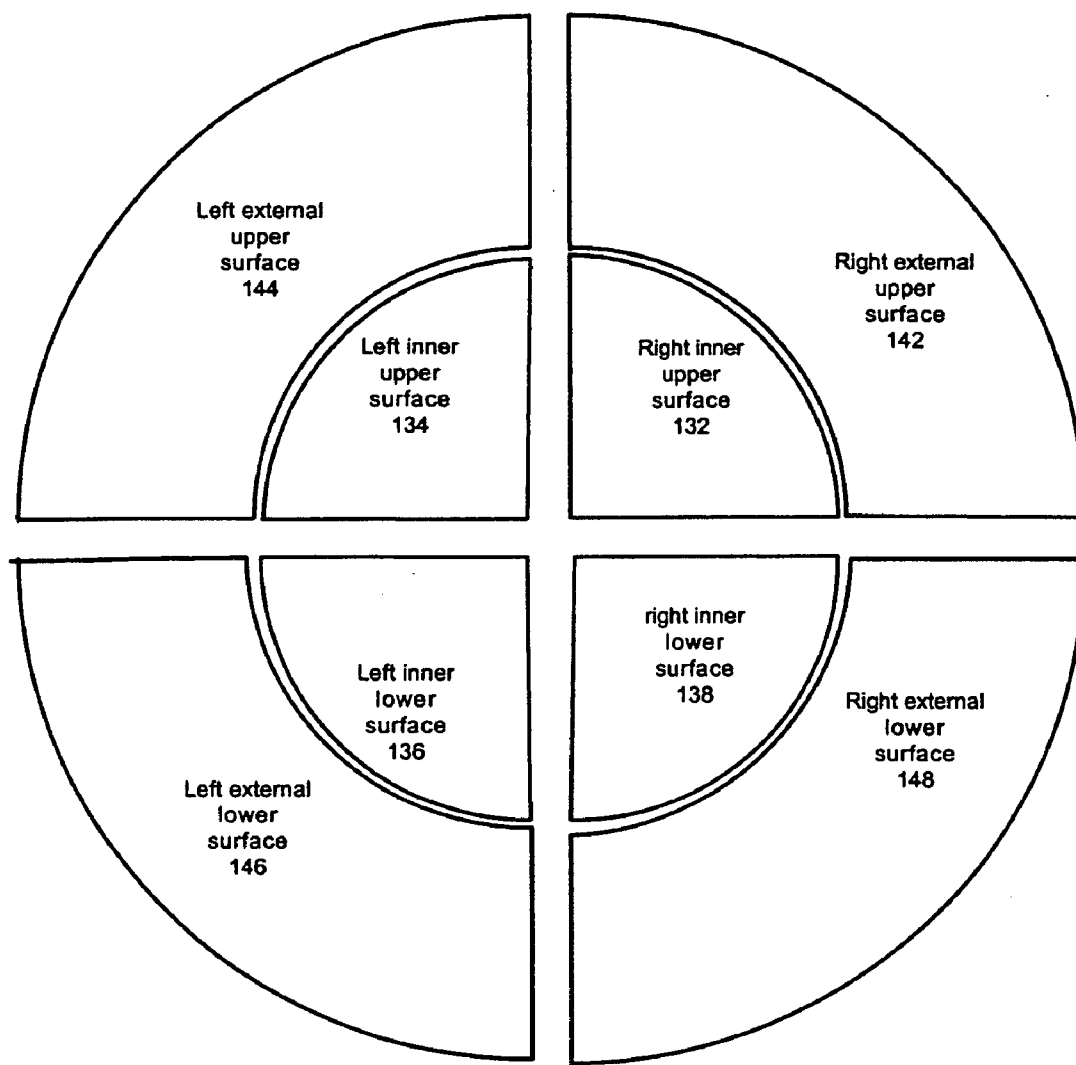 Left external
upper
surface
144
Right external
upper
surface
142
Left inner
upper
surface
134
Right inner
upper
surface
132
right inner
lower
surface
138
Left inner
lower
surface
136
Right external
lower
surface
148
Left external
lower
surface
146